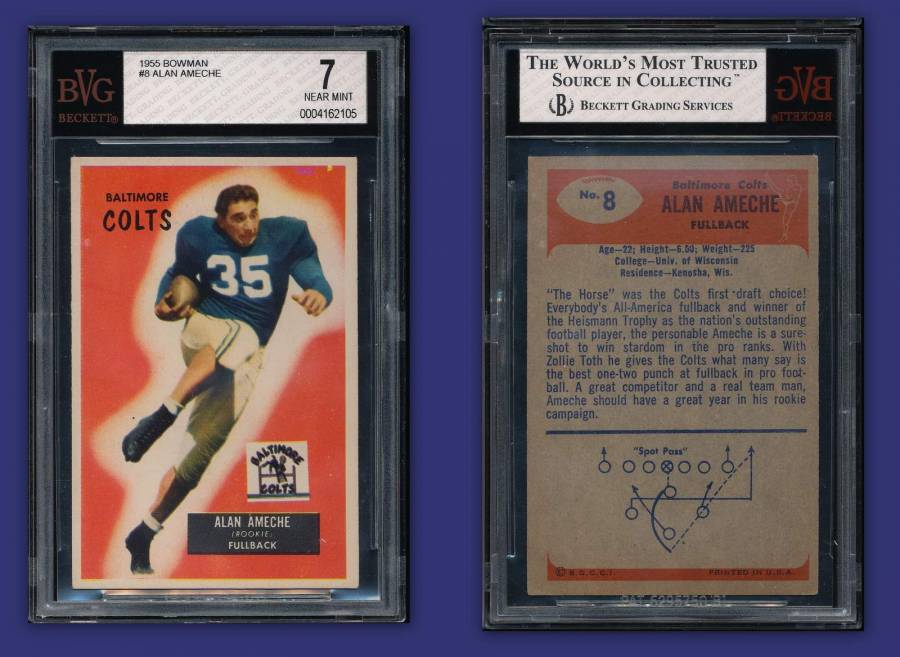 BVG
BECKETT®
1955 BOWMAN
#8 ALAN AMECHE
7
NEAR MINT
0004162105
BALTIMORE
COLTS
35
BALTIMORE
COLTS
ALAN AMECHE
(ROOKIE)
FULLBACK
THE WORLD'S MOST TRUSTED
SOURCE IN COLLECTING™
B BECKETT GRADING SERVICES
BVG
BECKETT®
No. 8
Baltimore Colts
ALAN AMECHE
FULLBACK
Age—22; Height—6.00; Weight—225
College—Univ. of Wisconsin
Residence—Kenosha, Wis.
"The Horse" was the Colts first draft choice!
Everybody's All-America fullback and winner of
the Heismann Trophy as the nation's outstanding
football player, the personable Ameche is a sure-
shot to win stardom in the pro ranks. With
Zollie Toth he gives the Colts what many say is
the best one-two punch at fullback in pro foot-
ball. A great competitor and a real team man,
Ameche should have a great year in his rookie
campaign.
"Spot Pass"
© B.G.C.C.I.
PRINTED IN U.S.A.